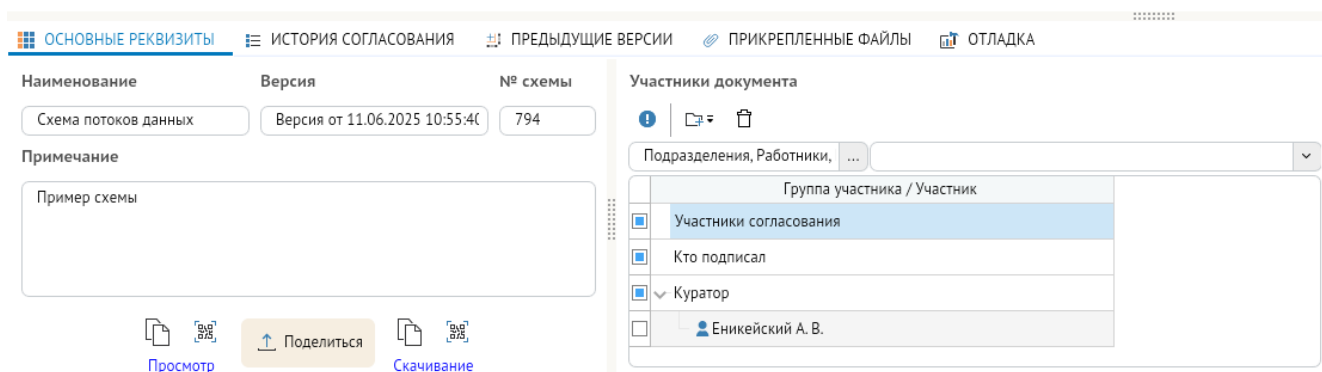 ОСНОВНЫЕ РЕКВИЗИТЫ ИСТОРИЯ СОГЛАСОВАНИЯ ПРЕДЫДУЩИЕ ВЕРСИИ ПРИКРЕПЛЕННЫЕ ФАЙЛЫ ОТЛАДКА
Наименование Версия № схемы
Схема потоков данных Версия от 11.06.2025 10:55:40 794
Примечание
Пример схемы
Поделиться
Просмотр Скачивание
Участники документа
Подразделения, Работники, ...
Группа участника / Участник
Участники согласования
Кто подписал
Куратор
Еникейский А. В.